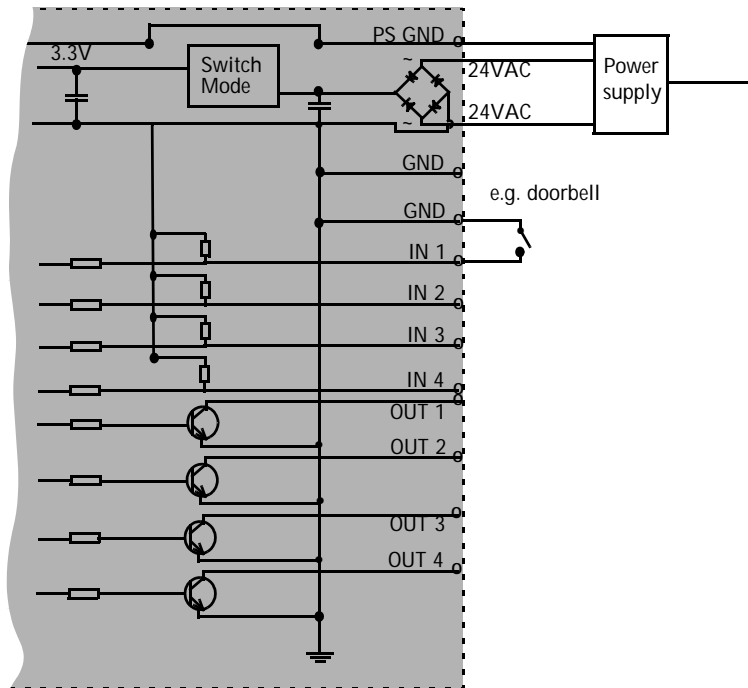 PS GND
3.3V
~
Switch
Mode
24VAC
Power
supply
24VAC
~
GND
e.g. doorbell
GND
IN 1
IN 2
IN 3
IN 4
OUT 1
OUT 2
OUT 3
OUT 4